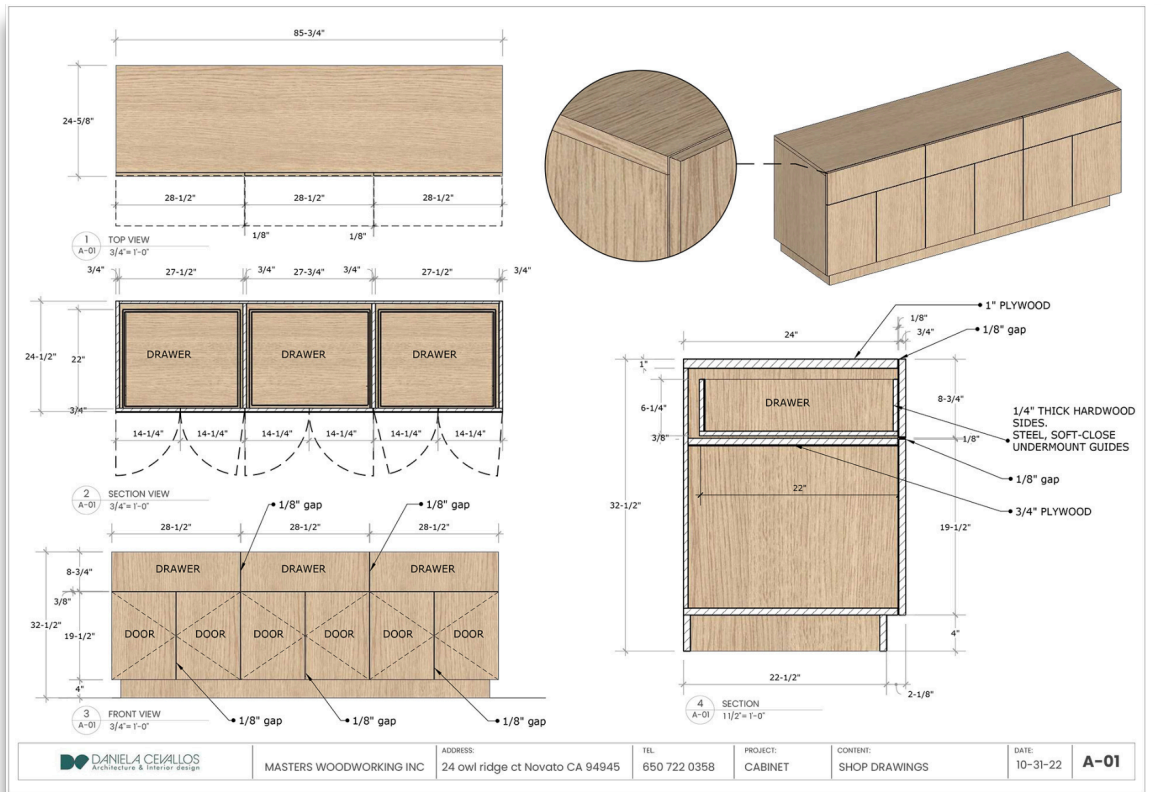 85-3/4"
24-5/8"
28-1/2" 28-1/2" 28-1/2"
1/8" 1/8"
1
A-01
TOP VIEW
3/4"= 1'-0"
3/4" 27-1/2" 3/4" 27-3/4" 3/4" 27-1/2" 3/4"
24-1/2"
22"
3/4"
DRAWER DRAWER DRAWER
14-1/4" 14-1/4" 14-1/4" 14-1/4" 14-1/4" 14-1/4"
2
A-01
SECTION VIEW
3/4"= 1'-0"
1/8" gap 1/8" gap
28-1/2" 28-1/2" 28-1/2"
8-3/4"
3/8"
32-1/2"
19-1/2"
4"
DRAWER DRAWER DRAWER
DOOR DOOR DOOR DOOR DOOR DOOR
1/8" gap 1/8" gap 1/8" gap
3
A-01
FRONT VIEW
3/4"= 1'-0"
1" PLYWOOD
1/8"
24"
3/4"
1/8" gap
1"
6-1/4"
DRAWER
8-3/4"
1/4" THICK HARDWOOD
SIDES.
STEEL, SOFT-CLOSE
UNDERMOUNT GUIDES
3/8"
1/8"
1/8" gap
22"
3/4" PLYWOOD
32-1/2"
19-1/2"
4"
22-1/2"
2-1/8"
4
A-01
SECTION
1 1/2"= 1'-0"
DANIELA CEVALLOS
Architecture & Interior design
MASTERS WOODWORKING INC
ADDRESS:
24 owl ridge ct Novato CA 94945
TEL.
650 722 0358
PROJECT:
CABINET
CONTENT:
SHOP DRAWINGS
DATE:
10-31-22
A-01